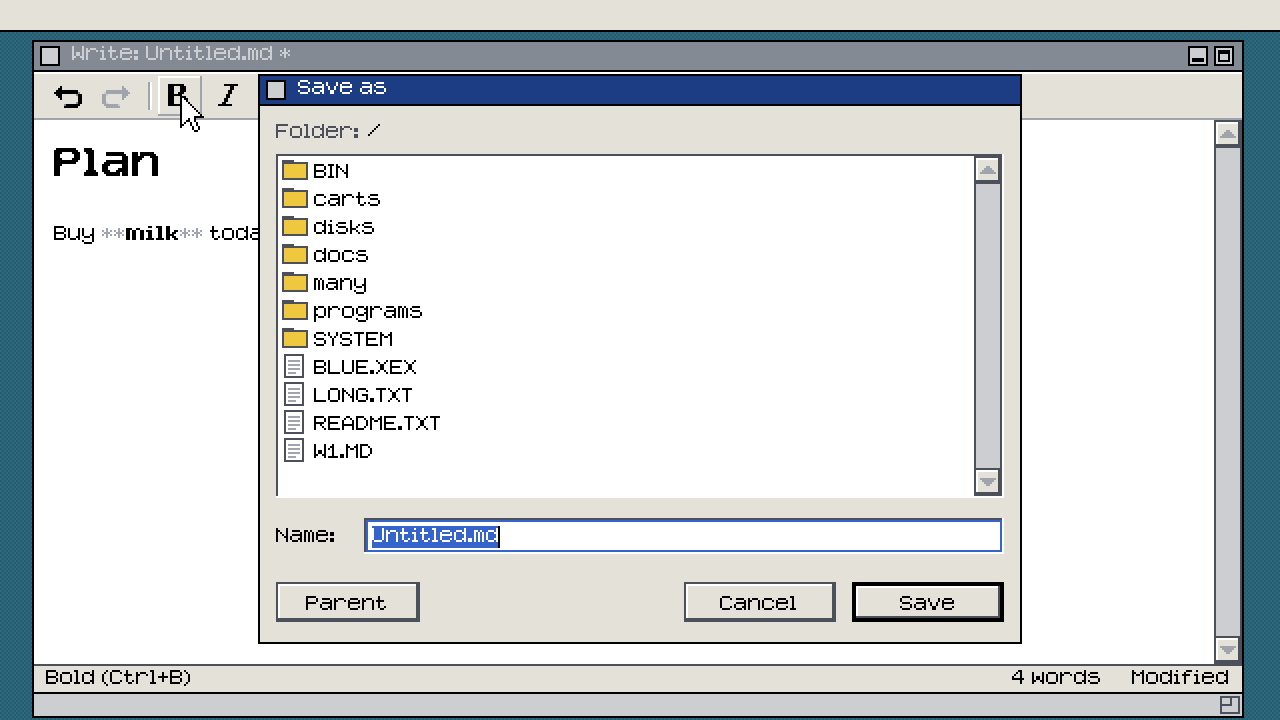 Write: Untitled.md *
Save as
B I
Folder: /
Plan
Buy **milk** toda
BIN
carts
disks
docs
many
programs
SYSTEM
BLUE.XEX
LONG.TXT
README.TXT
W1.MD
Name: Untitled.md
Parent Cancel Save
Bold (Ctrl+B) 4 words Modified